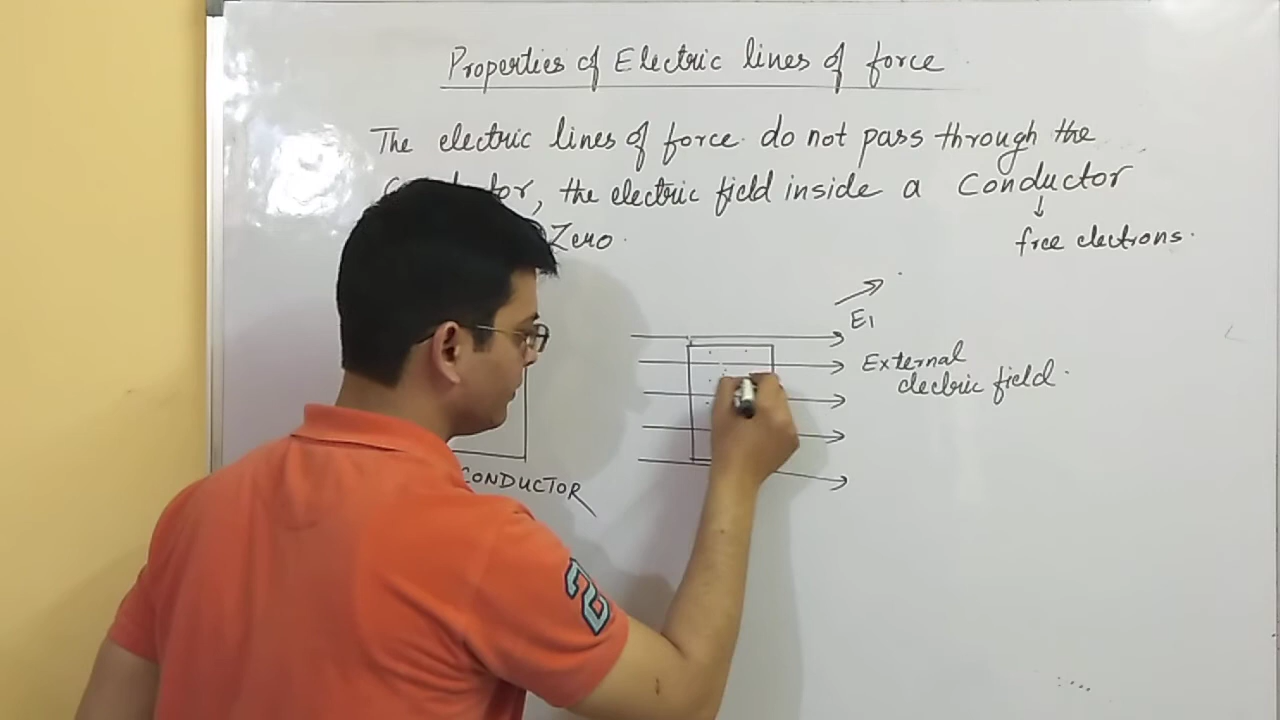 Properties of Electric lines of force
The electric lines of force do not pass through the
, the electric field inside a Conductor
free electrons.
Zero.
E1
External
electric field.
CONDUCTOR
2